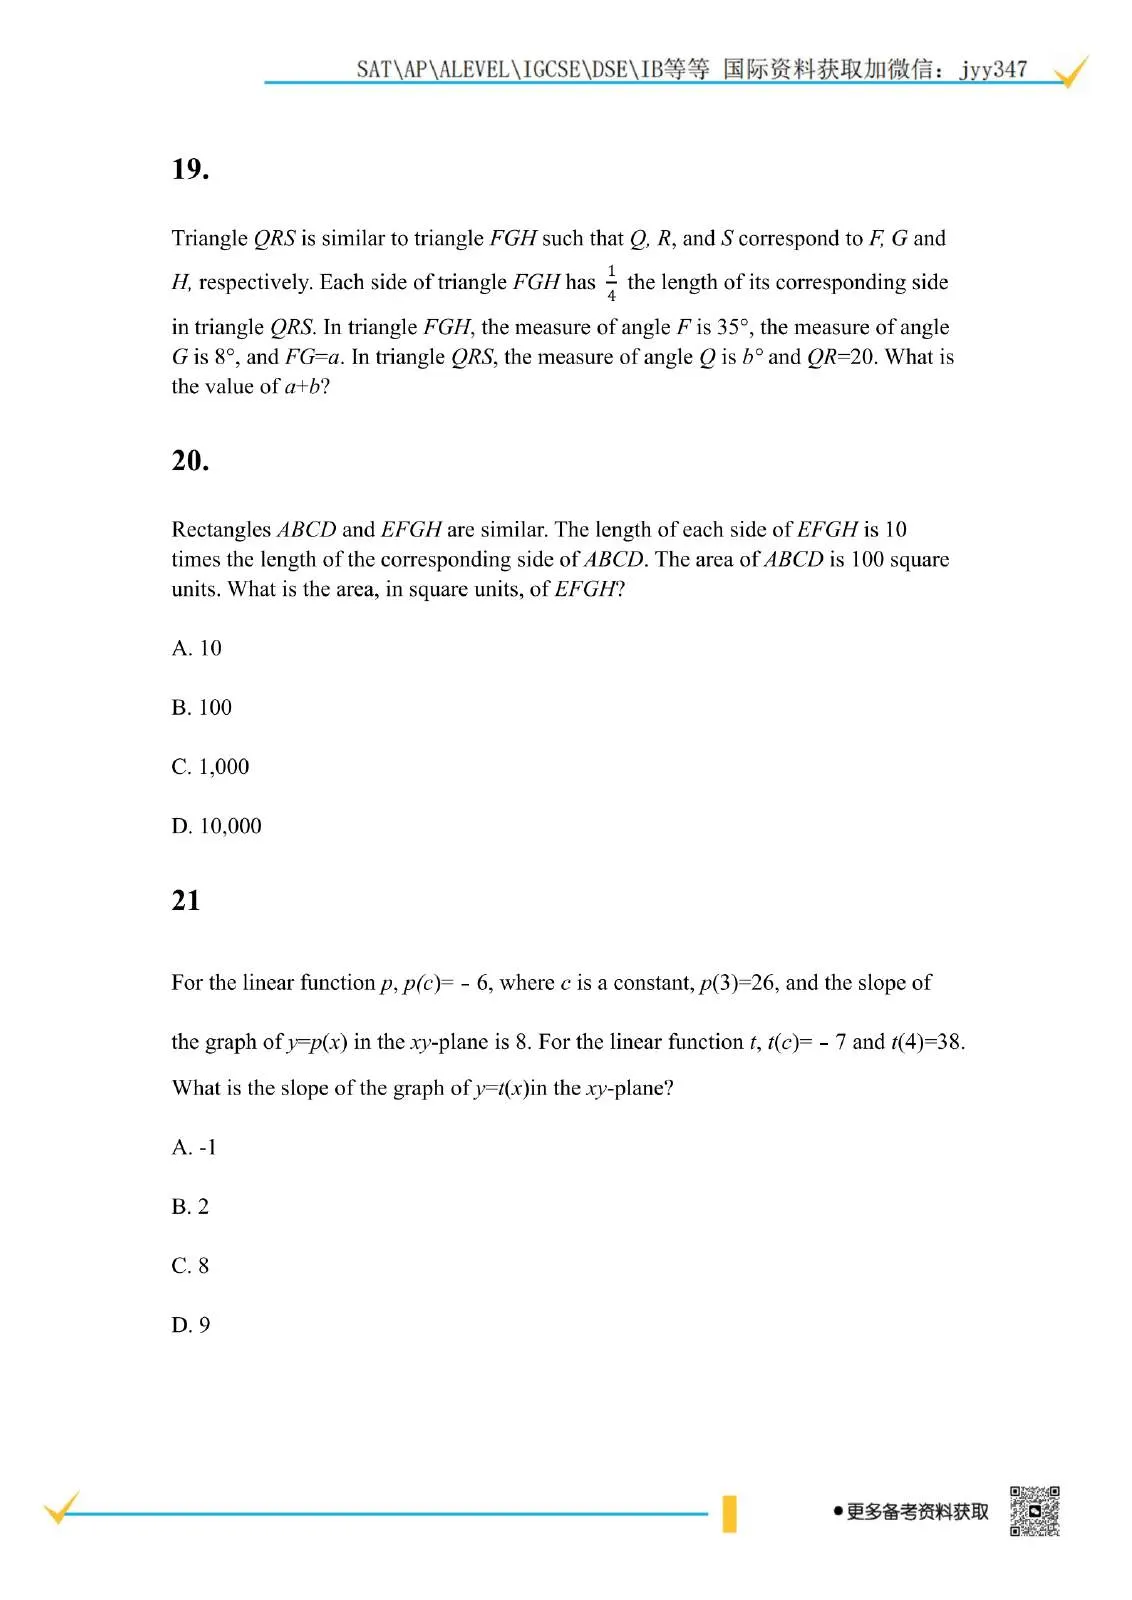 SAT\AP\ALEVEL\IGCSE\DSE\IB等等 国际资料获取加微信：jyy347
19.
Triangle QRS is similar to triangle FGH such that Q, R, and S correspond to F, G and
H, respectively. Each side of triangle FGH has 1/4 the length of its corresponding side
in triangle QRS. In triangle FGH, the measure of angle F is 35°, the measure of angle
G is 8°, and FG=a. In triangle QRS, the measure of angle Q is b° and QR=20. What is
the value of a+b?
20.
Rectangles ABCD and EFGH are similar. The length of each side of EFGH is 10
times the length of the corresponding side of ABCD. The area of ABCD is 100 square
units. What is the area, in square units, of EFGH?
A. 10
B. 100
C. 1,000
D. 10,000
21
For the linear function p, p(c)= - 6, where c is a constant, p(3)=26, and the slope of
the graph of y=p(x) in the xy-plane is 8. For the linear function t, t(c)= - 7 and t(4)=38.
What is the slope of the graph of y=t(x)in the xy-plane?
A. -1
B. 2
C. 8
D. 9
●更多备考资料获取